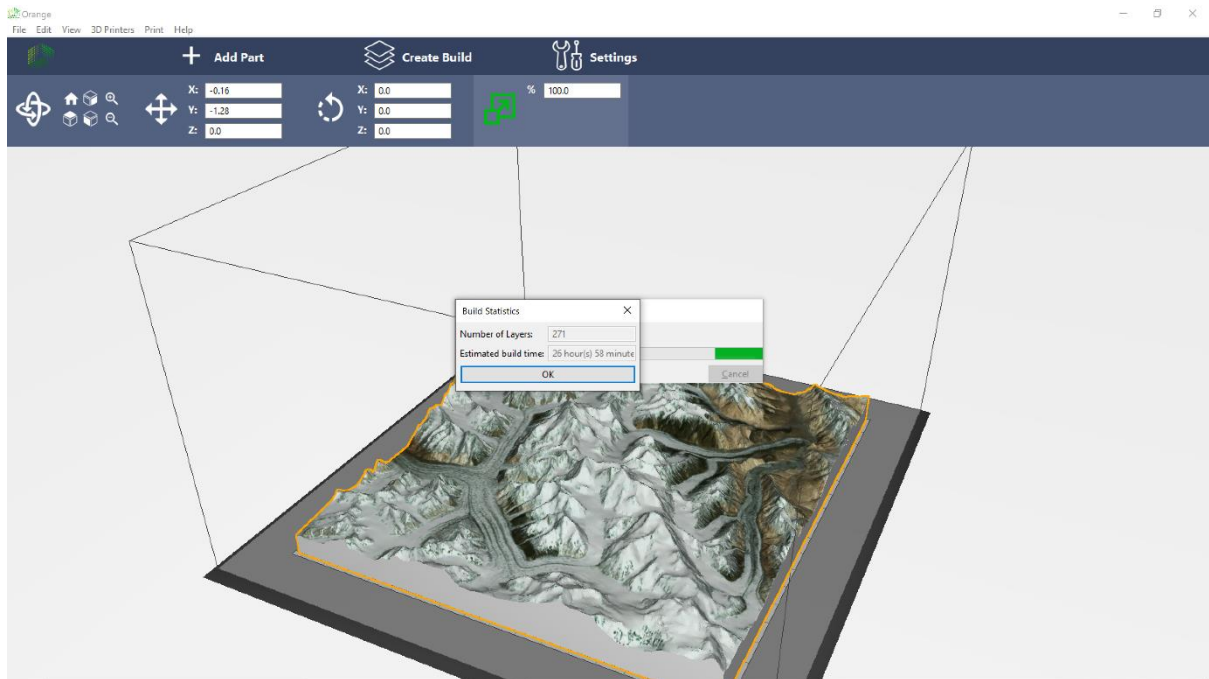 Orange
File Edit View 3D Printers Print Help
Add Part Create Build Settings
X: -0.16 X: 0.0 % 100.0
Y: -1.28 Y: 0.0
Z: 0.0 Z: 0.0
Build Statistics
Number of Layers: 271
Estimated build time: 26 hour(s) 58 minute
OK Cancel